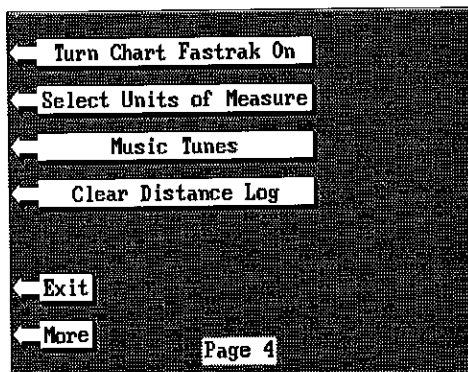 Turn Chart Fastrak On
Select Units of Measure
Music Tunes
Clear Distance Log
Exit
More
Page 4